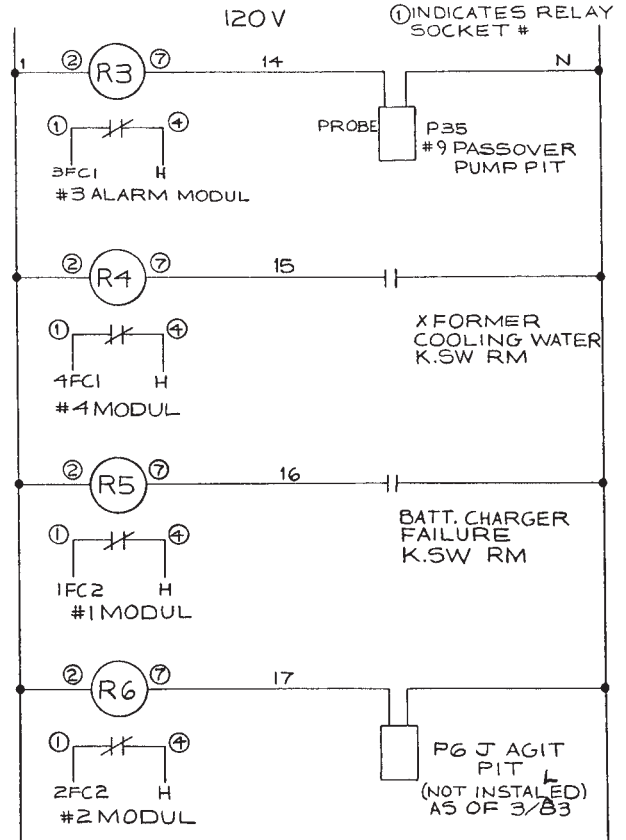 120V
①INDICATES RELAY
SOCKET #
1 ② R3 ⑦ 14 N
① ④
3FC1 H
#3 ALARM MODUL
PROBE P35
#9 PASSOVER
PUMP PIT
② R4 ⑦ 15
① ④
4FC1 H
#4 MODUL
XFORMER
COOLING WATER
K.SW RM
② R5 ⑦ 16
① ④
1FC2 H
#1 MODUL
BATT. CHARGER
FAILURE
K.SW RM
② R6 ⑦ 17
① ④
2FC2 H
#2 MODUL
P6 J AGIT
PIT
(NOT INSTALLED)
AS OF 3/83